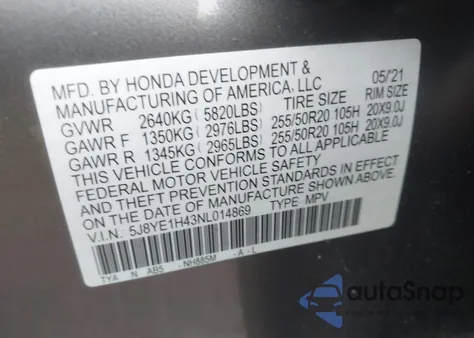 MFD. BY HONDA DEVELOPMENT & 05/21
MANUFACTURING OF AMERICA, LLC
GVWR 2640KG ( 5820LBS) TIRE SIZE RIM SIZE
GAWR F 1350KG ( 2976LBS) 255/50R20 105H 20X9.0J
GAWR R 1345KG ( 2965LBS) 255/50R20 105H 20X9.0J
THIS VEHICLE CONFORMS TO ALL APPLICABLE
FEDERAL MOTOR VEHICLE SAFETY
AND THEFT PREVENTION STANDARDS IN EFFECT
ON THE DATE OF MANUFACTURE SHOWN ABOVE.
V.I.N.: 5J8YE1H43NL014869 TYPE: MPV
TYA N AB5 - NH885M - A - L
autoSnap